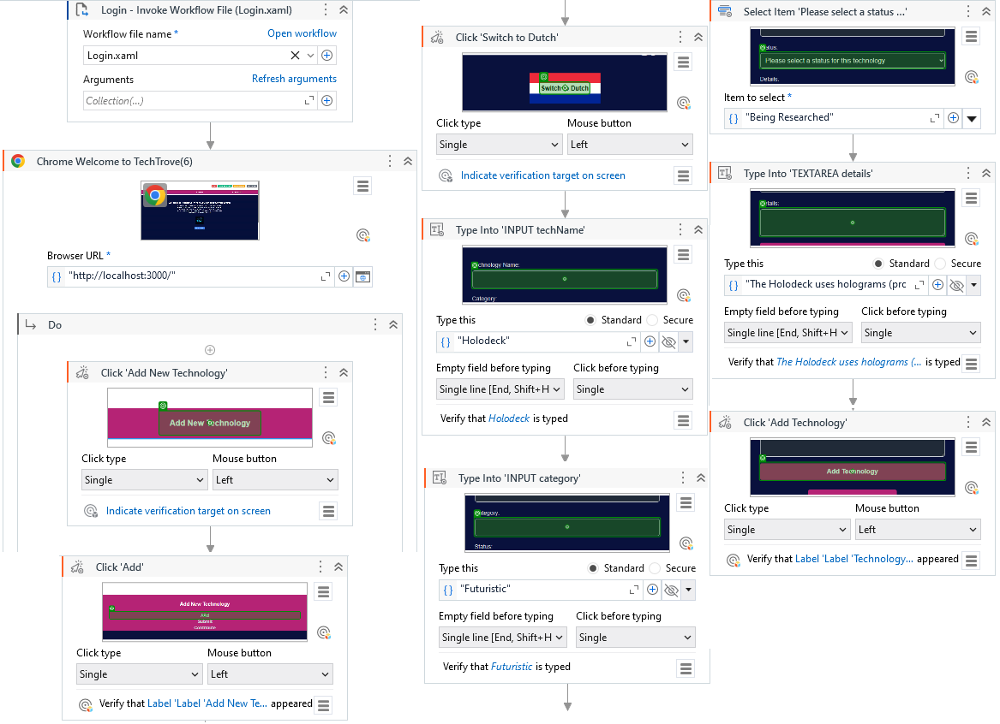 Login - Invoke Workflow File (Login.xaml)
Workflow file name *
Open workflow
Login.xaml
Arguments
Refresh arguments
Collection(...)
Chrome Welcome to TechTrove(6)
Browser URL *
"http://localhost:3000/"
Do
Click 'Add New Technology'
Add New Technology
Click type
Mouse button
Single
Left
Indicate verification target on screen
Click 'Add'
Add New Technology
Add
Submit
Contribute
Click type
Mouse button
Single
Left
Verify that Label 'Label 'Add New Te... appeared
Click 'Switch to Dutch'
Switch to Dutch
Click type
Mouse button
Single
Left
Indicate verification target on screen
Type Into 'INPUT techName'
chnology Name:
Category:
Type this
Standard
Secure
"Holodeck"
Empty field before typing
Click before typing
Single line [End, Shift+H
Single
Verify that Holodeck is typed
Type Into 'INPUT category'
tegory:
Status:
Type this
Standard
Secure
"Futuristic"
Empty field before typing
Click before typing
Single line [End, Shift+H
Single
Verify that Futuristic is typed
Select Item 'Please select a status ...'
atus:
Please select a status for this technology
Details:
Item to select *
"Being Researched"
Type Into 'TEXTAREA details'
etails:
Type this
Standard
Secure
"The Holodeck uses holograms (prc
Empty field before typing
Click before typing
Single line [End, Shift+H
Single
Verify that The Holodeck uses holograms (... is typed
Click 'Add Technology'
Add Technology
Click type
Mouse button
Single
Left
Verify that Label 'Label 'Technology... appeared